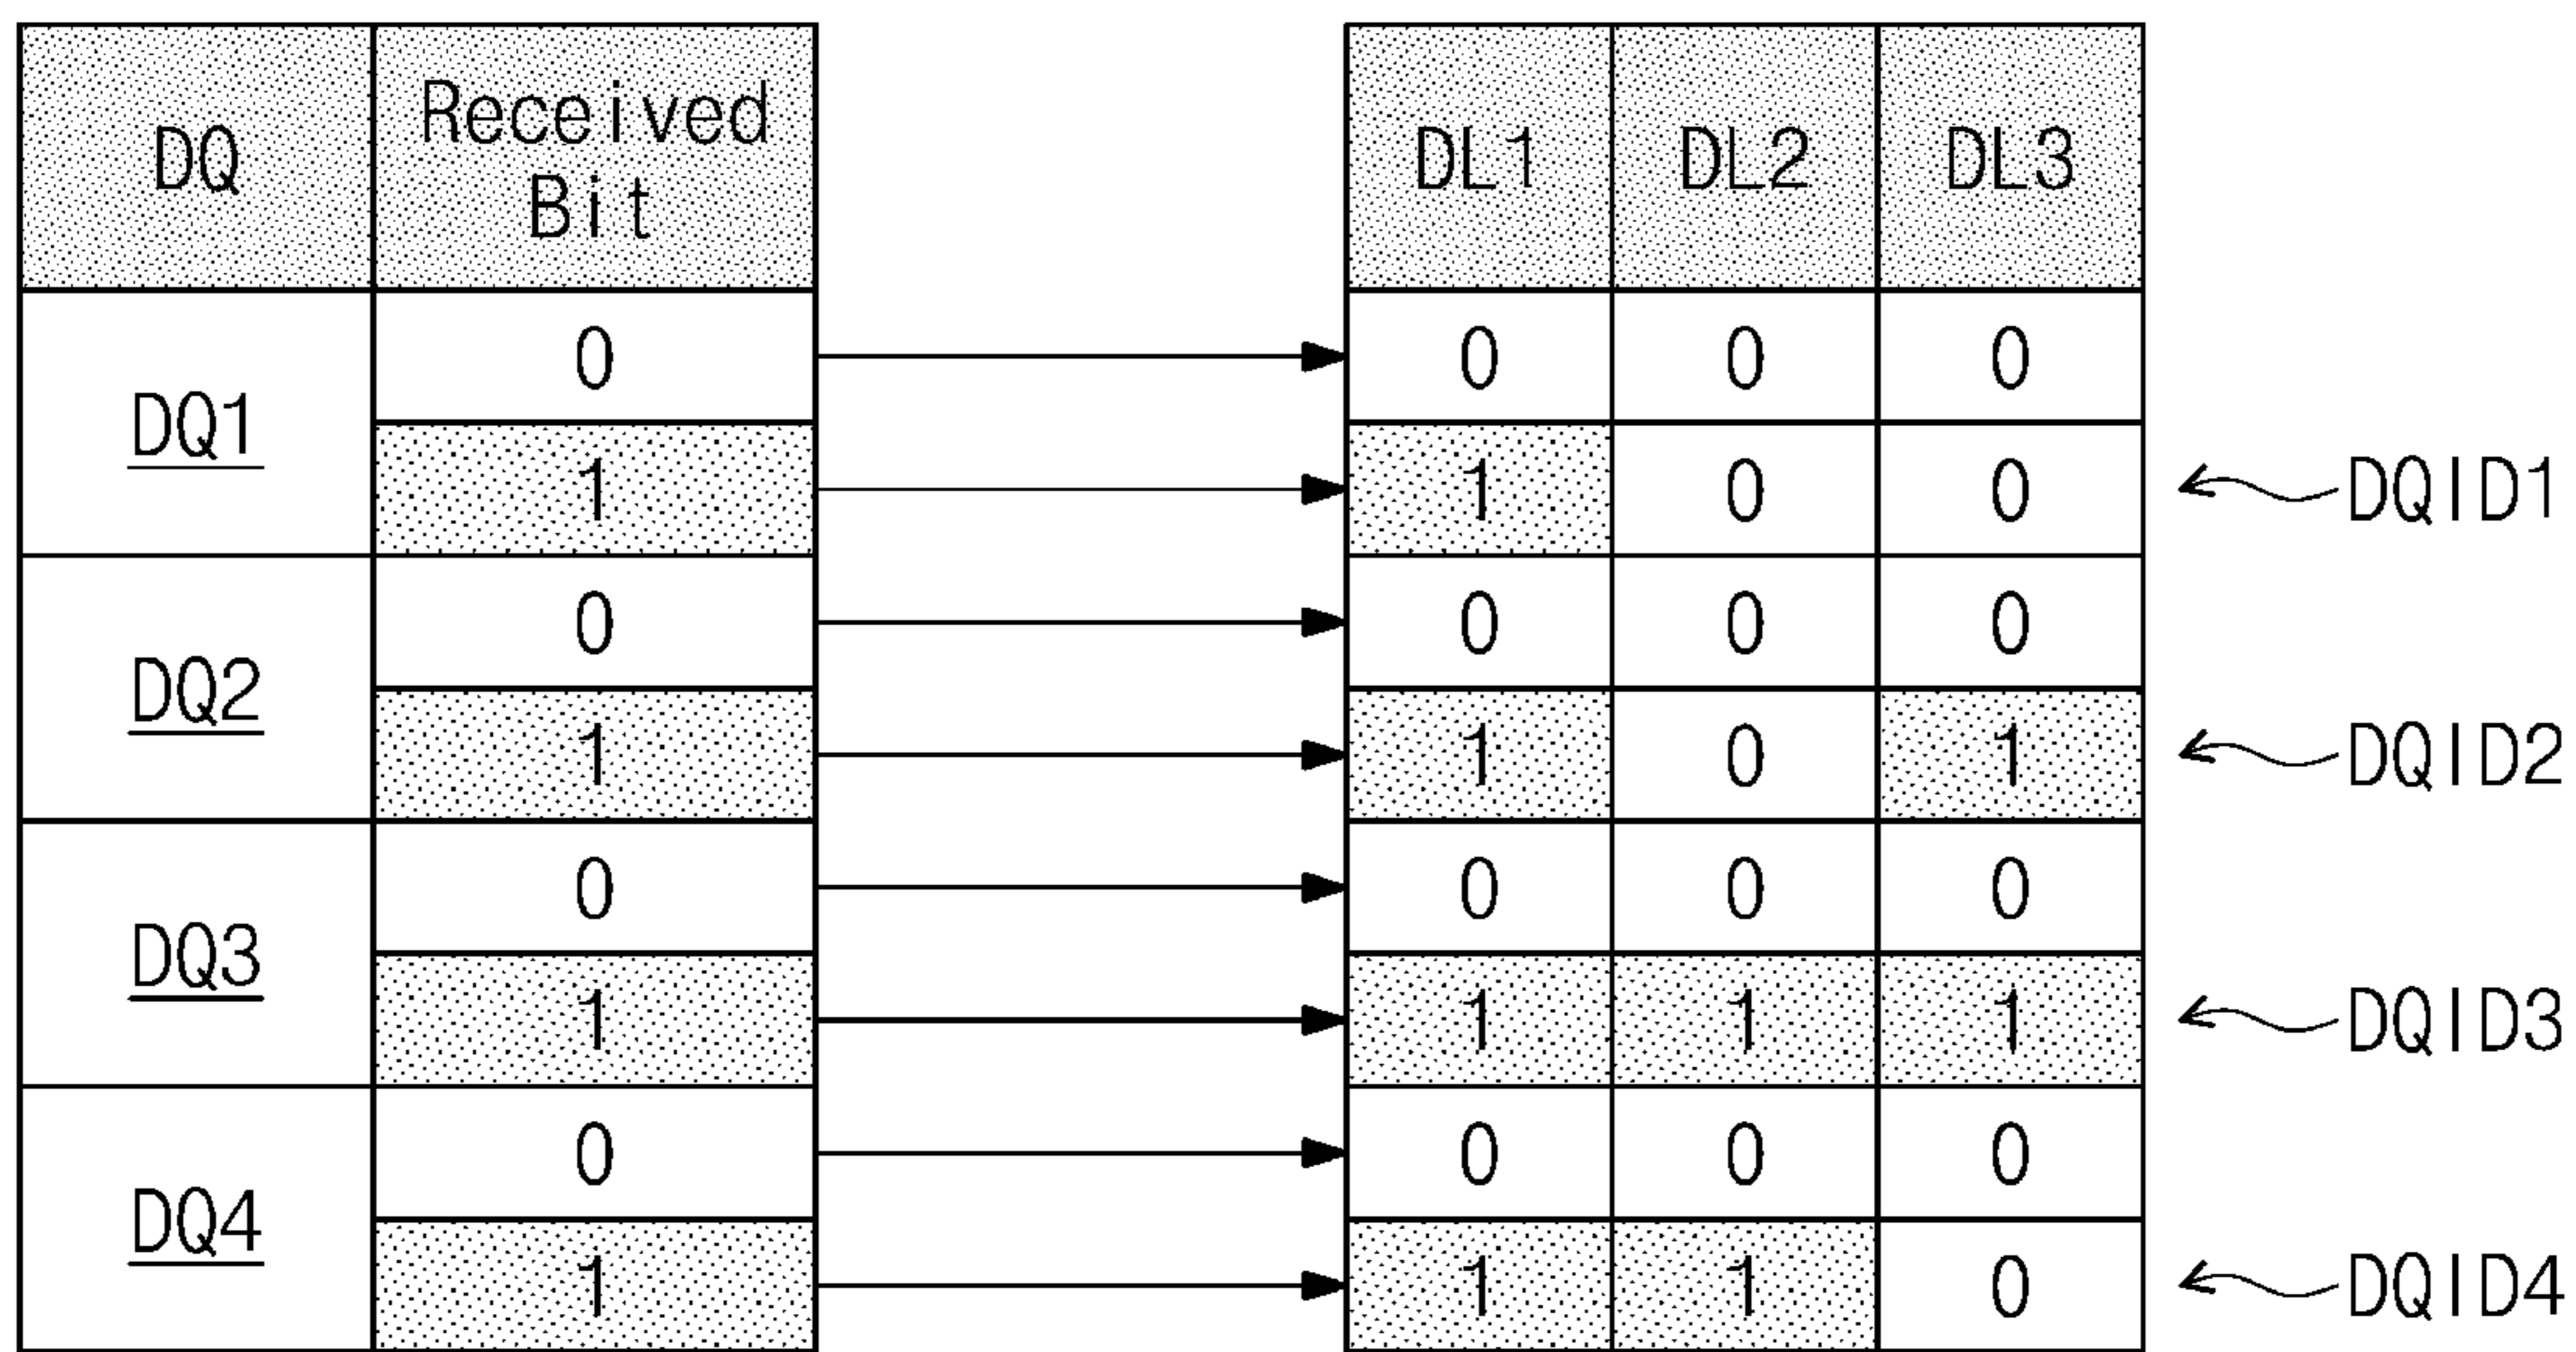 DQ Received Bit DL1 DL2 DL3
DQ1 0 0 0 0
1 1 0 0 DQID1
DQ2 0 0 0 0
1 1 0 1 DQID2
DQ3 0 0 0 0
1 1 1 1 DQID3
DQ4 0 0 0 0
1 1 1 0 DQID4